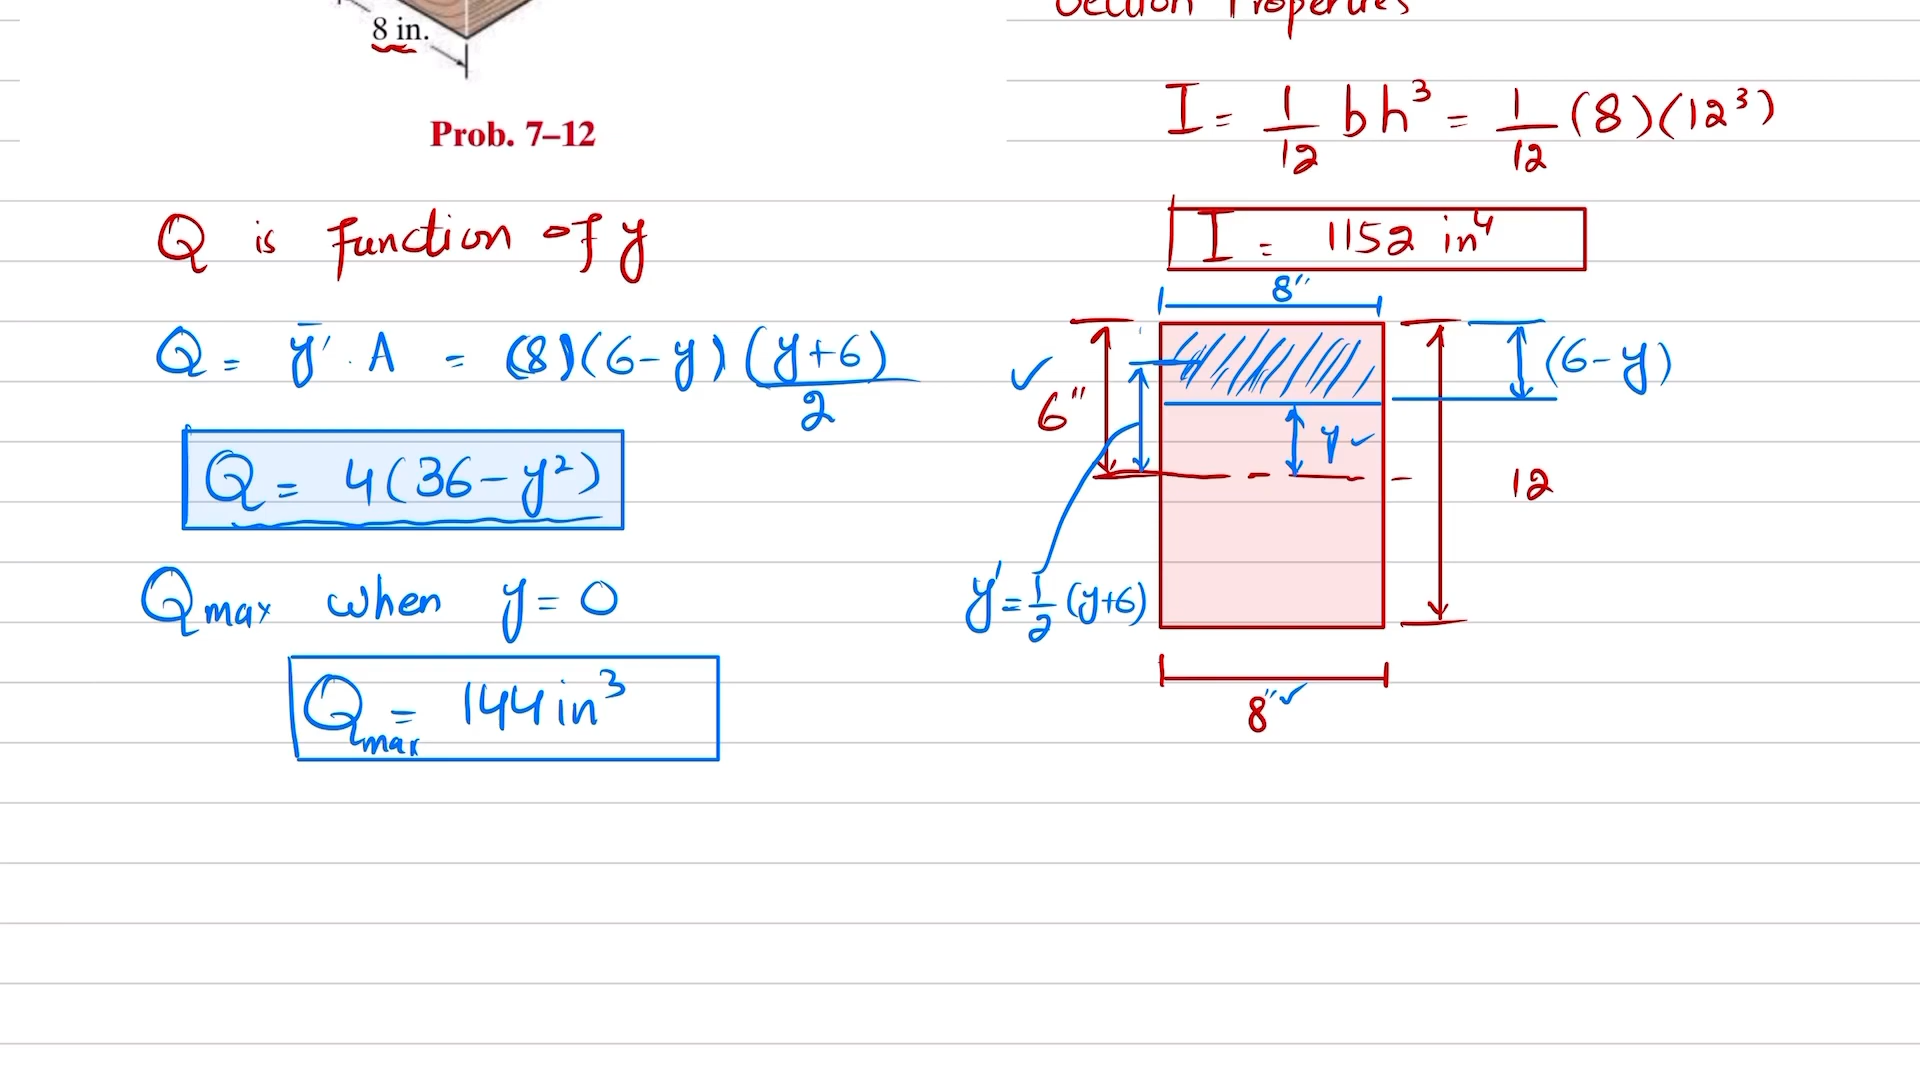 8 in.
Prob. 7–12
Section Properties
I = 1/12 bh³ = 1/12 (8)(12³)
I = 1152 in⁴
Q is function of y
Q = ȳ' . A = (8)(6-y) (y+6)/2
Q = 4(36-y²)
Qmax when y = 0
Qmax = 144 in³
8"
6"
(6-y)
y
12
y' = 1/2 (y+6)
8"